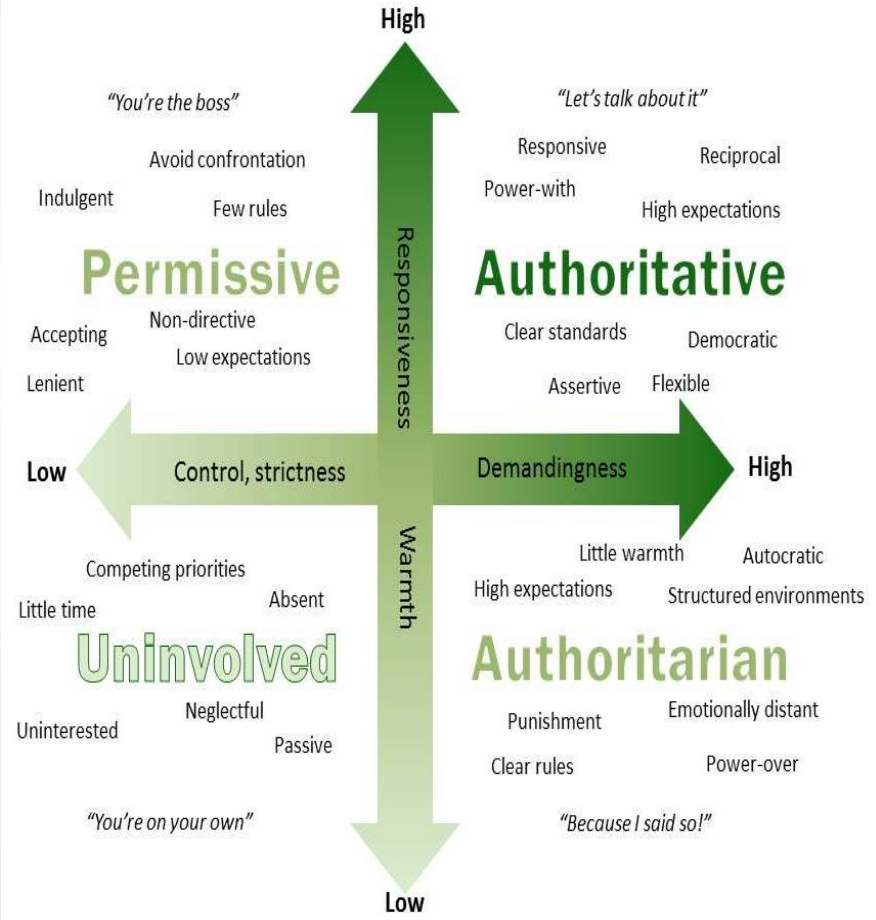 High
“You’re the boss”
Avoid confrontation
Indulgent
Few rules
Permissive
Accepting
Non-directive
Low expectations
Lenient
“Let’s talk about it”
Responsive
Reciprocal
Power-with
High expectations
Authoritative
Clear standards
Democratic
Assertive
Flexible
Responsiveness
Low
Control, strictness
Demandingness
High
Warmth
Competing priorities
Absent
Little time
Uninvolved
Neglectful
Uninterested
Passive
“You’re on your own”
Little warmth
Autocratic
High expectations
Structured environments
Authoritarian
Emotionally distant
Punishment
Clear rules
Power-over
“Because I said so!”
Low